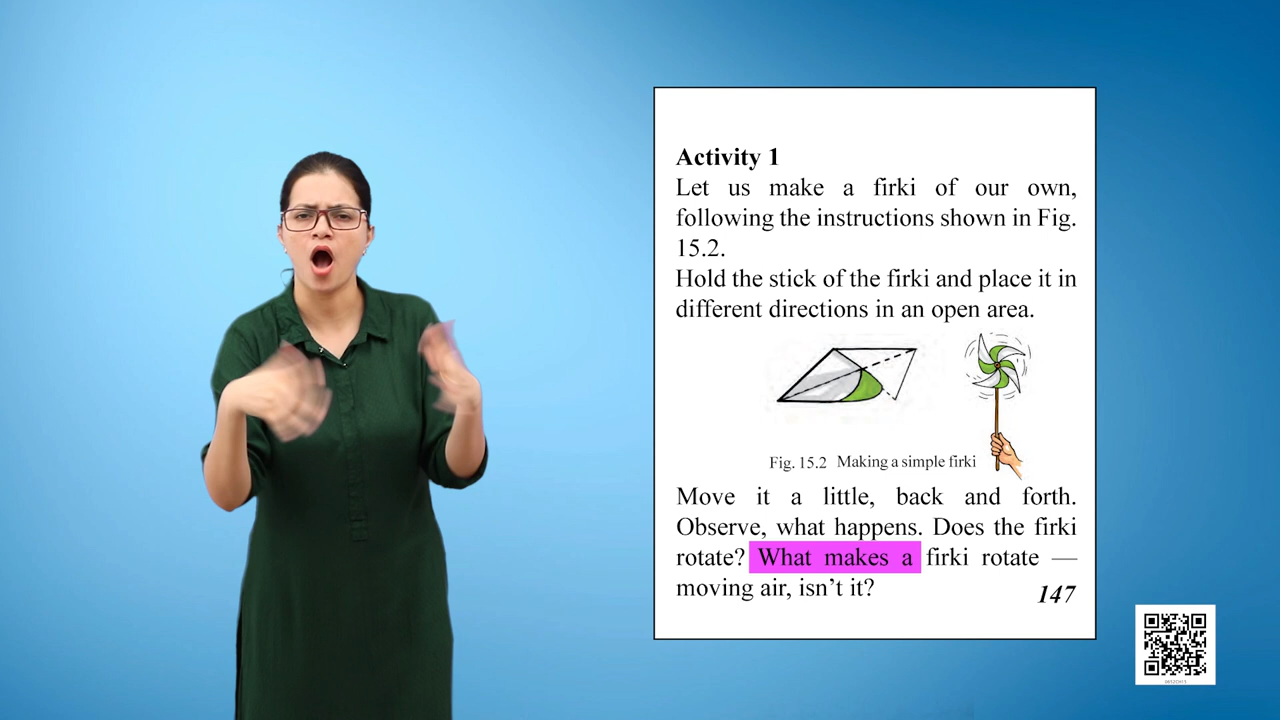 Activity 1
Let us make a firki of our own,
following the instructions shown in Fig.
15.2.
Hold the stick of the firki and place it in
different directions in an open area.
Fig. 15.2 Making a simple firki
Move it a little, back and forth.
Observe, what happens. Does the firki
rotate? What makes a firki rotate —
moving air, isn't it?
147